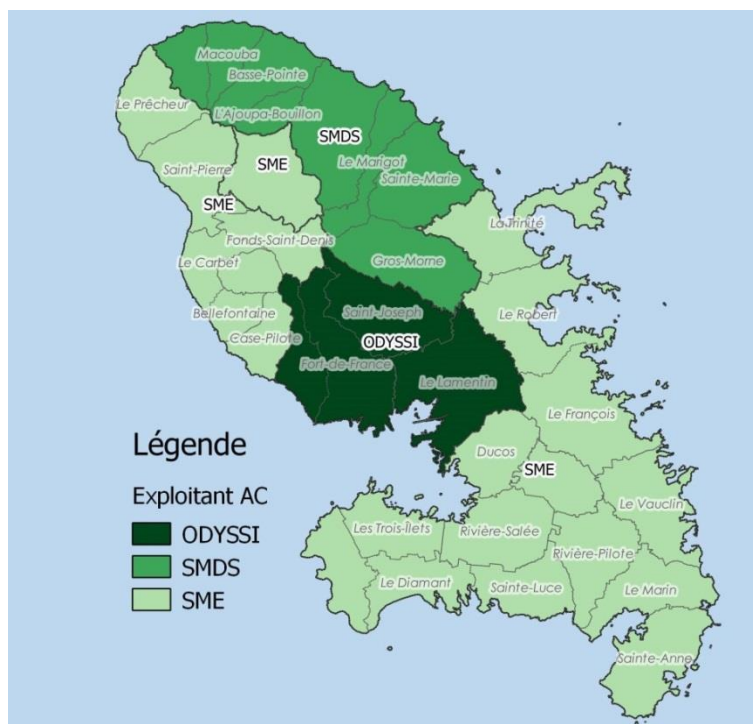 Macouba
Basse-Pointe
Le Prêcheur
L'Ajoupa-Bouillon
SMDS
Saint-Pierre
SME
Le Marigot
Sainte-Marie
SME
La Trinité
Fonds-Saint-Denis
Le Carbet
Gros-Morne
Bellefontaine
Saint-Joseph
Le Robert
Case-Pilote
ODYSSI
Fort-de-France
Le Lamentin
Le François
Légende
Ducos
SME
Exploitant AC
Le Vauclin
ODYSSI
Les Trois-Îlets
Rivière-Salée
Rivière-Pilote
SMDS
Le Diamant
Sainte-Luce
Le Marin
SME
Sainte-Anne